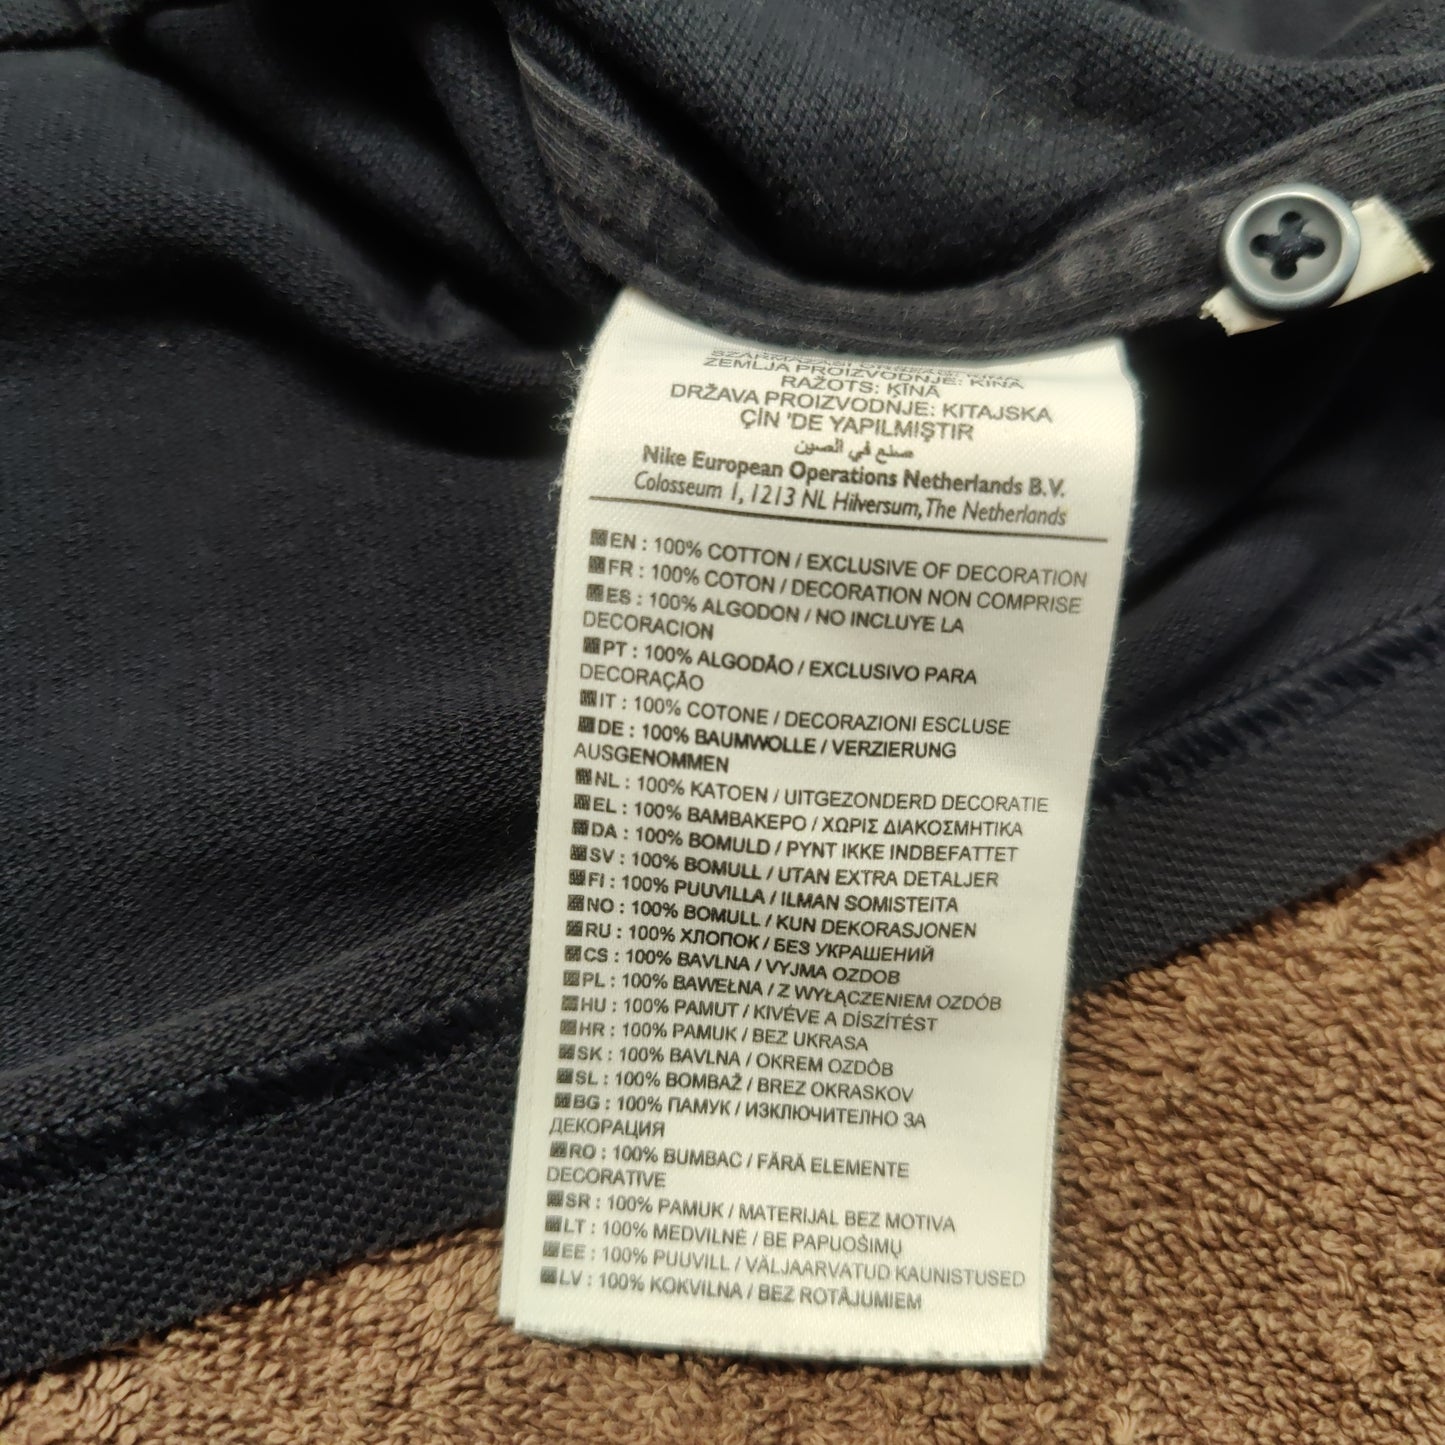 ZEMLJA PROIZVODNJE: KINA
RAŽOTS: ĶĪNĀ
DRŽAVA PROIZVODNJE: KITAJSKA
ÇİN 'DE YAPILMIŞTIR
صنع في الصين
Nike European Operations Netherlands B.V.
Colosseum 1, 1213 NL Hilversum, The Netherlands
EN : 100% COTTON / EXCLUSIVE OF DECORATION
FR : 100% COTON / DECORATION NON COMPRISE
ES : 100% ALGODON / NO INCLUYE LA
DECORACION
PT : 100% ALGODÃO / EXCLUSIVO PARA
DECORAÇÃO
IT : 100% COTONE / DECORAZIONI ESCLUSE
DE : 100% BAUMWOLLE / VERZIERUNG
AUSGENOMMEN
NL : 100% KATOEN / UITGEZONDERD DECORATIE
EL : 100% ΒΑΜΒΑΚΕΡΟ / ΧΩΡΙΣ ΔΙΑΚΟΣΜΗΤΙΚΑ
DA : 100% BOMULD / PYNT IKKE INDBEFATTET
SV : 100% BOMULL / UTAN EXTRA DETALJER
FI : 100% PUUVILLA / ILMAN SOMISTEITA
NO : 100% BOMULL / KUN DEKORASJONEN
RU : 100% ХЛОПОК / БЕЗ УКРАШЕНИЙ
CS : 100% BAVLNA / VYJMA OZDOB
PL : 100% BAWEŁNA / Z WYŁĄCZENIEM OZDÓB
HU : 100% PAMUT / KIVÉVE A DÍSZÍTÉST
HR : 100% PAMUK / BEZ UKRASA
SK : 100% BAVLNA / OKREM OZDÔB
SL : 100% BOMBAŽ / BREZ OKRASKOV
BG : 100% ПАМУК / ИЗКЛЮЧИТЕЛНО ЗА
ДЕКОРАЦИЯ
RO : 100% BUMBAC / FĂRĂ ELEMENTE
DECORATIVE
SR : 100% PAMUK / MATERIJAL BEZ MOTIVA
LT : 100% MEDVILNĖ / BE PAPUOŠIMŲ
EE : 100% PUUVILL / VÄLJAARVATUD KAUNISTUSED
LV : 100% KOKVILNA / BEZ ROTĀJUMIEM